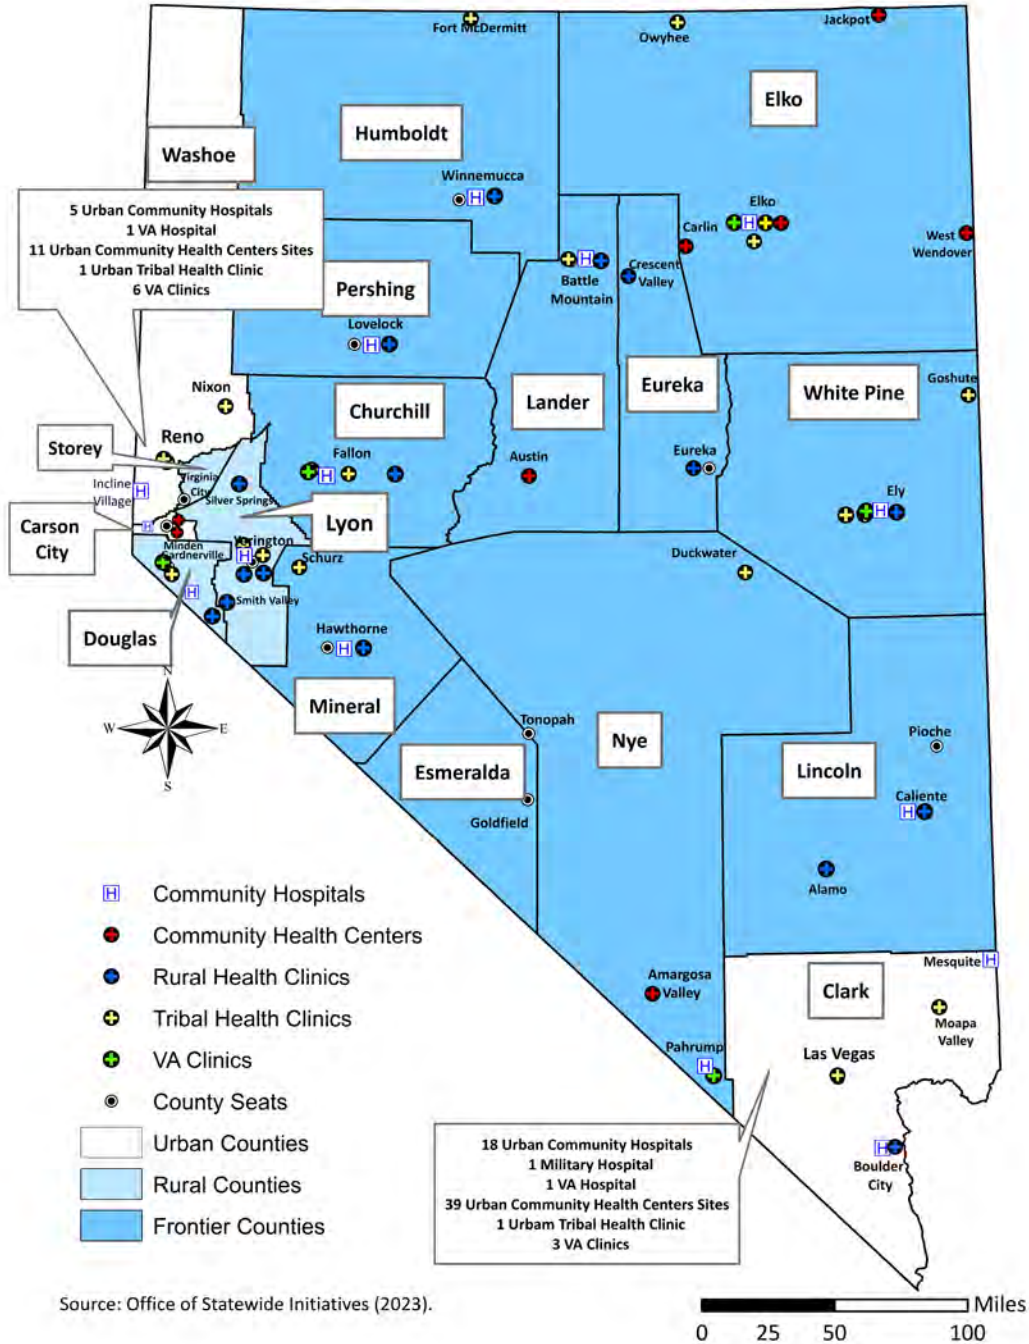 Fort McDermitt
Owyhee
Jackpot
Elko
Humboldt
Washoe
Winnemucca
5 Urban Community Hospitals
1 VA Hospital
11 Urban Community Health Centers Sites
1 Urban Tribal Health Clinic
6 VA Clinics
Elko
Carlin
West
Wendover
Battle
Mountain
Crescent
Valley
Pershing
Lovelock
Nixon
Eureka
White Pine
Goshute
Lander
Churchill
Reno
Storey
Fallon
Austin
Eureka
Ely
Incline
Village
Virginia
City
Silver Springs
Carson
City
Lyon
Minden
Gardnerville
Yerington
Schurz
Duckwater
Smith Valley
Douglas
Hawthorne
N
W
E
S
Mineral
Tonopah
Nye
Pioche
Esmeralda
Lincoln
Caliente
Goldfield
Alamo
H Community Hospitals
Community Health Centers
Rural Health Clinics
Tribal Health Clinics
VA Clinics
County Seats
Urban Counties
Rural Counties
Frontier Counties
Mesquite
Amargosa
Valley
Clark
Moapa
Valley
Pahrump
Las Vegas
18 Urban Community Hospitals
1 Military Hospital
1 VA Hospital
39 Urban Community Health Centers Sites
1 Urbam Tribal Health Clinic
3 VA Clinics
Boulder
City
Source: Office of Statewide Initiatives (2023).
Miles
0 25 50 100